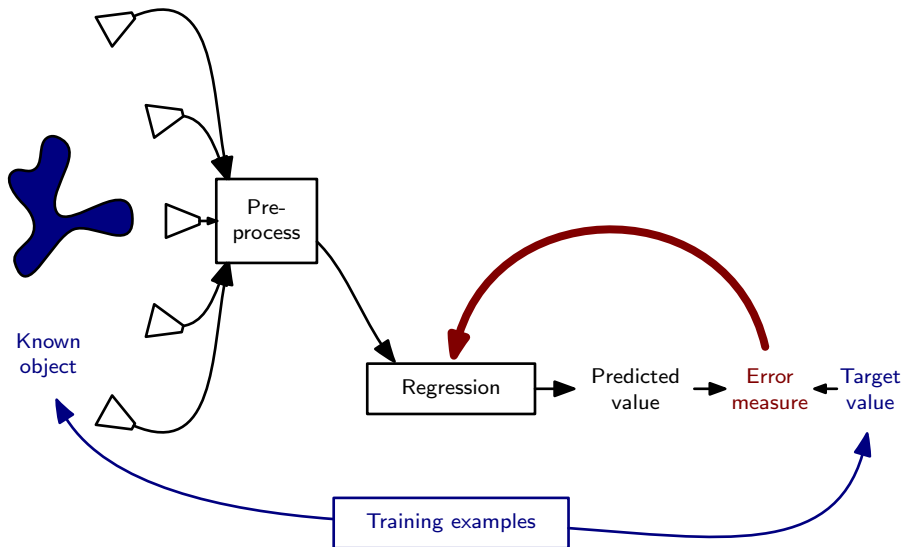 Pre-
process
Known
object
Regression
Predicted
value
Error
measure
Target
value
Training examples